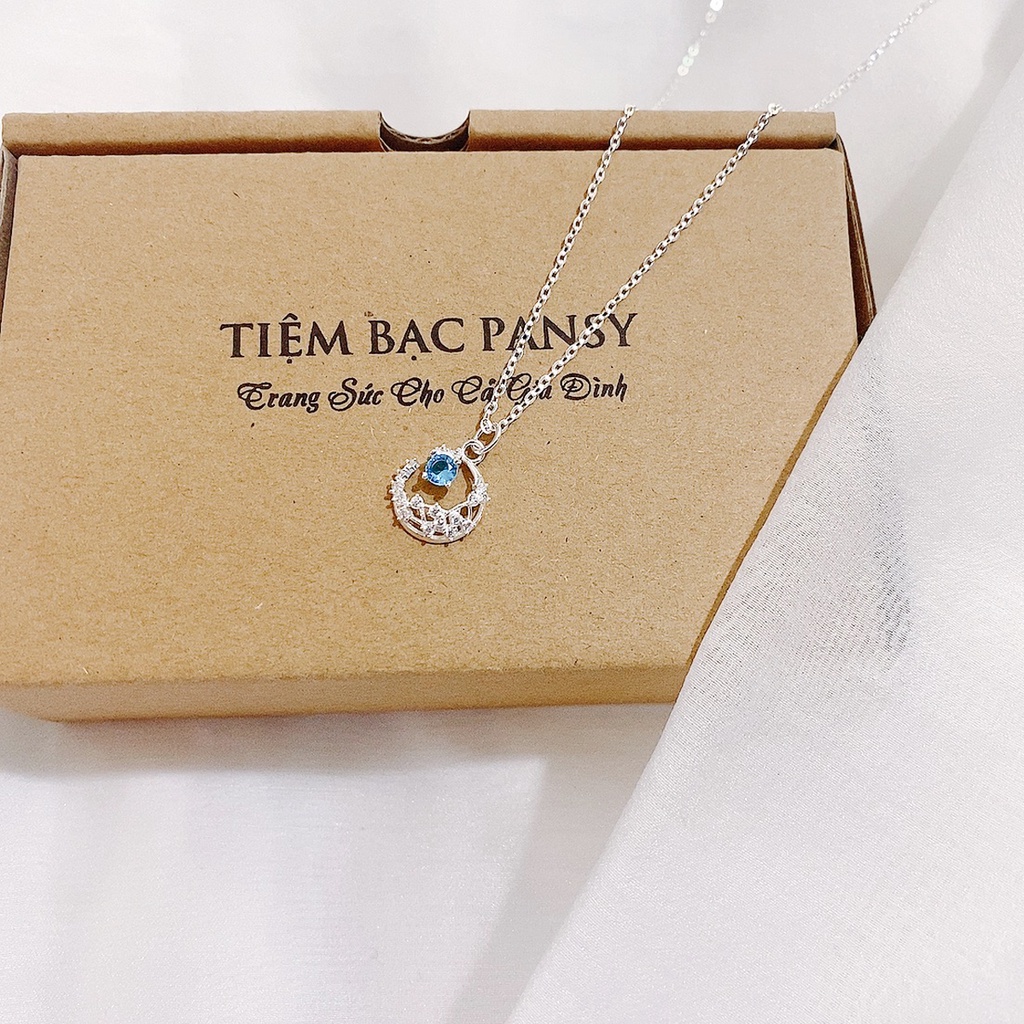 TIỆM BẠC PANSY
Trang Sức Cho Cả Gia Đình